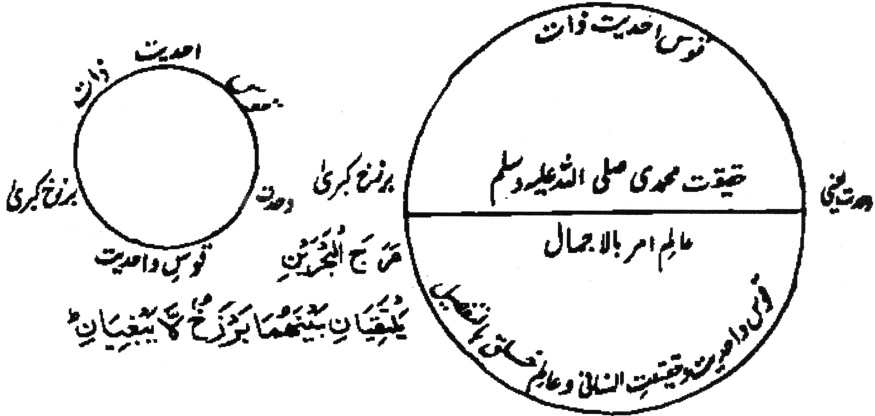 قوس احدیت ذات
حقیقت محمدی صلی اللہ علیہ وسلم
برزخ کبریٰ
وحدت یعنی
عالم امر بالاجمال
قوس واحدیت وحقیقت انسانی و عالم خلق بالتفصیل
احدیت
ذات
وحدت
برزخ کبریٰ
قوس واحدیت
مَرَجَ الْبَحْرَيْنِ
يَلْتَقِيَانِ بَيْنَهُمَا بَرْزَخٌ لَّا يَبْغِيَانِ